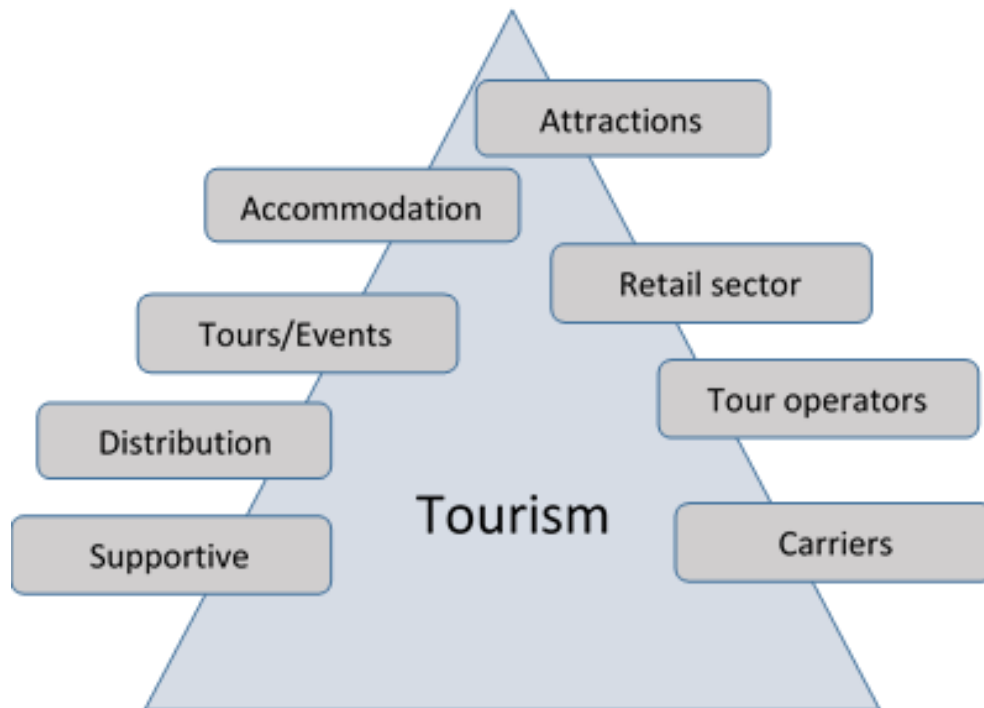 Attractions
Accommodation
Retail sector
Tours/Events
Tour operators
Distribution
Tourism
Supportive
Carriers